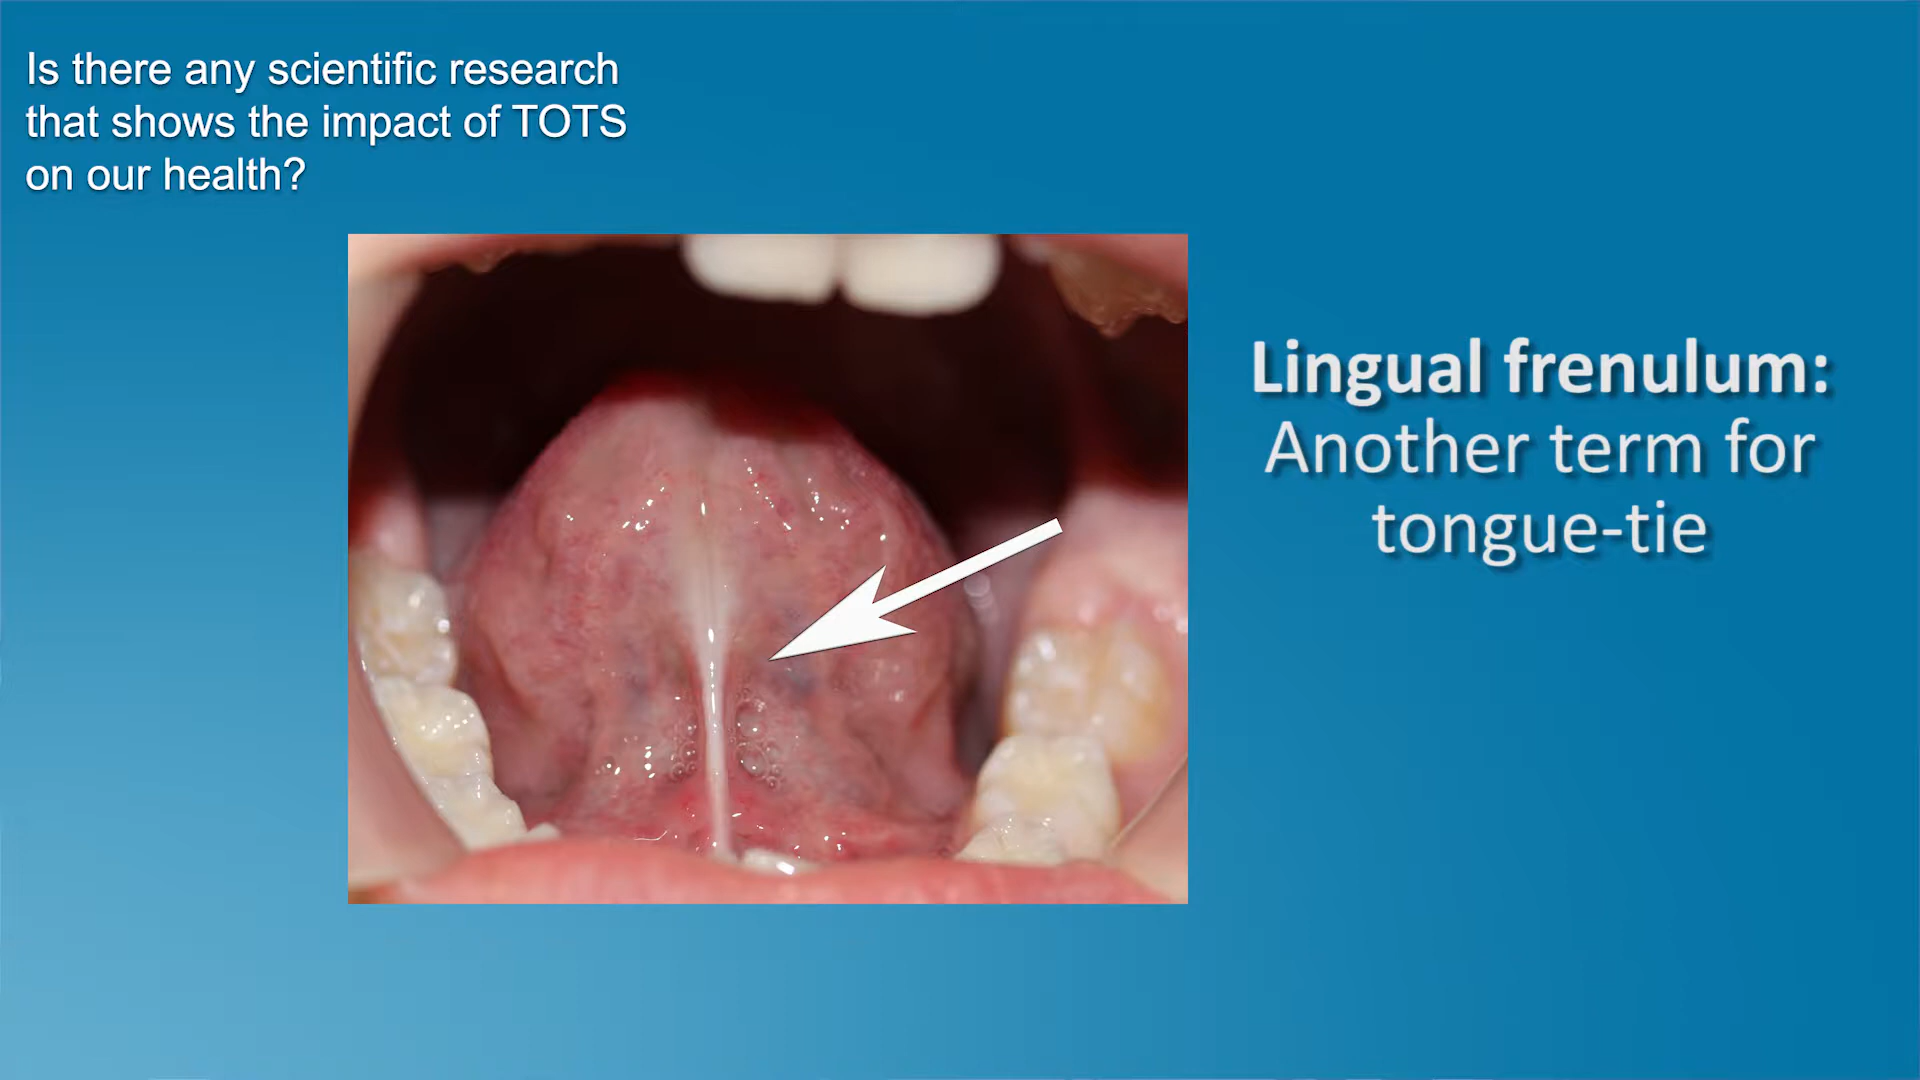 Is there any scientific research
that shows the impact of TOTS
on our health?
Lingual frenulum:
Another term for
tongue-tie